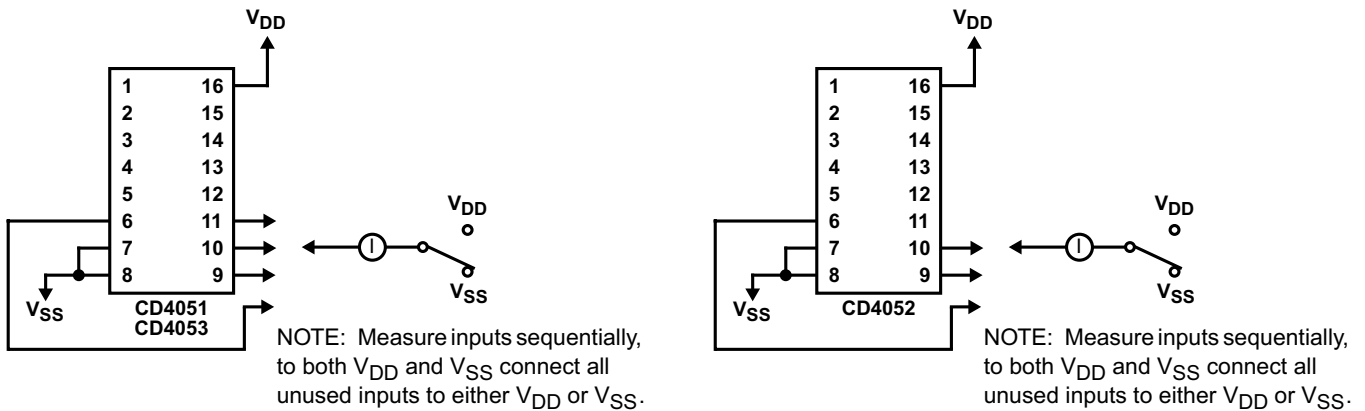 VDD
1 16
2 15
3 14
4 13
5 12
6 11
7 10
8 9
VSS
CD4051
CD4053
VDD
I
VSS
NOTE: Measure inputs sequentially,
to both VDD and VSS connect all
unused inputs to either VDD or VSS.
VDD
1 16
2 15
3 14
4 13
5 12
6 11
7 10
8 9
VSS
CD4052
VDD
I
VSS
NOTE: Measure inputs sequentially,
to both VDD and VSS connect all
unused inputs to either VDD or VSS.